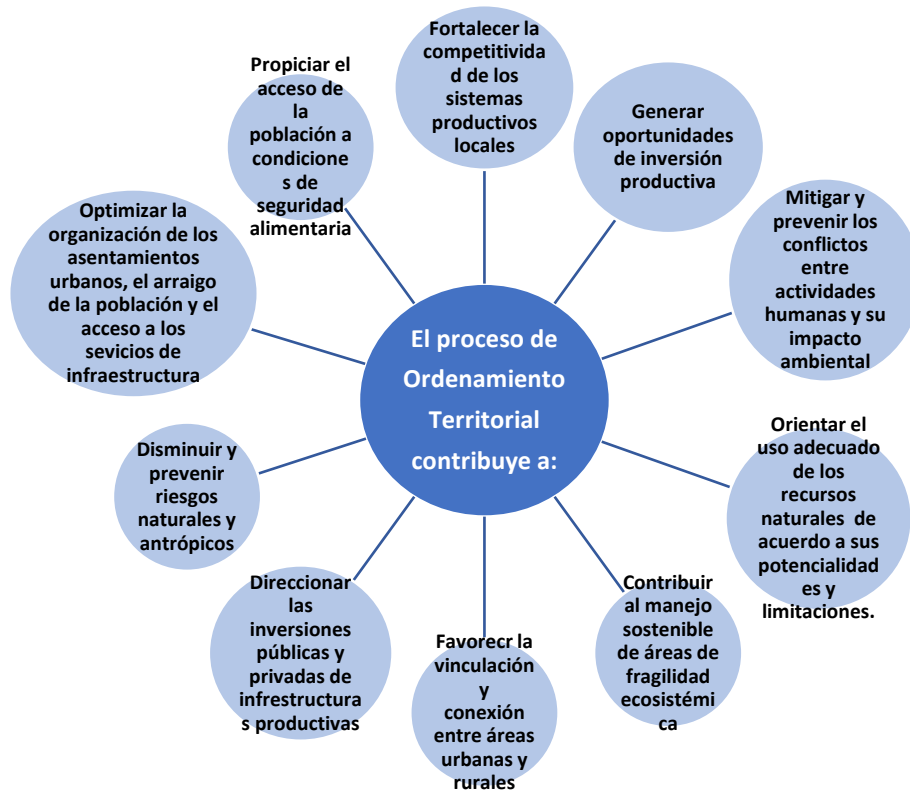 Fortalecer la
competitivida
d de los
sistemas
productivos
locales
Generar
oportunidades
de inversión
productiva
Mitigar y
prevenir los
conflictos
entre
actividades
humanas y su
impacto
ambiental
Orientar el
uso adecuado
de los
recursos
naturales  de
acuerdo a sus
potencialidad
es y
limitaciones.
Contribuir
al manejo
sostenible
de áreas de
fragilidad
ecosistémi
ca
Favorecr la
vinculación
y
conexión
entre áreas
urbanas y
rurales
Direccionar
las
inversiones
públicas y
privadas de
infrestructura
s productivas
Disminuir y
prevenir
riesgos
naturales y
antrópicos
Optimizar la
organización de los
asentamientos
urbanos, el arraigo
de la población y el
acceso a los
sevicios de
infraestructura
Propiciar el
acceso de
la
población a
condicione
s de
seguridad
alimentaria
El proceso de
Ordenamiento
Territorial
contribuye a: